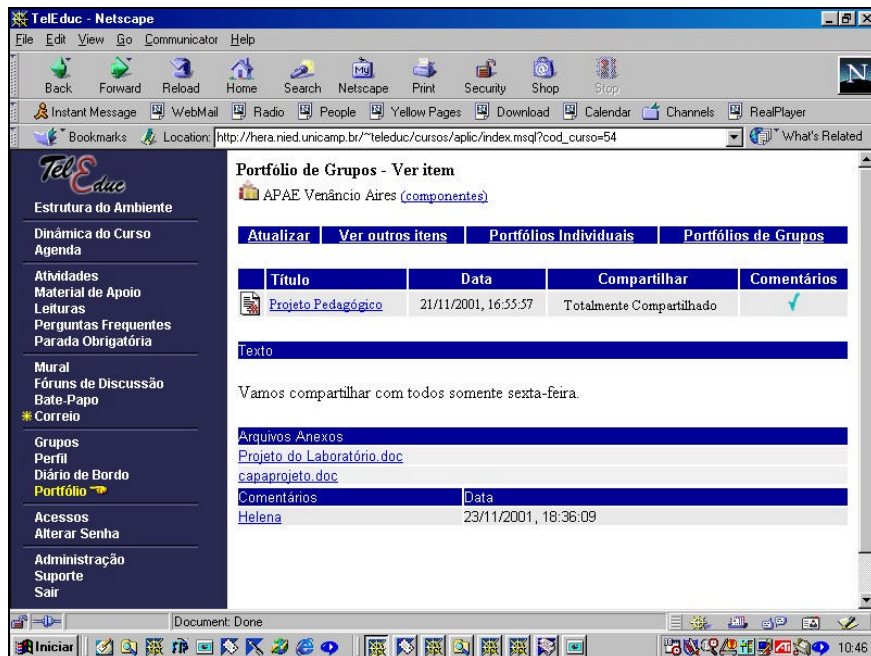 TelEduc - Netscape
File Edit View Go Communicator Help
Back Forward Reload Home Search Netscape Print Security Shop Stop
My
N
Instant Message WebMail Radio People Yellow Pages Download Calendar Channels RealPlayer
Bookmarks Location: http://hera.nied.unicamp.br/~teleduc/cursos/aplic/index.msql?cod_curso=54 What's Related
TelEduc
Estrutura do Ambiente
Dinâmica do Curso
Agenda
Atividades
Material de Apoio
Leituras
Perguntas Frequentes
Parada Obrigatória
Mural
Fóruns de Discussão
Bate-Papo
Correio
Grupos
Perfil
Diário de Bordo
Portfólio
Acessos
Alterar Senha
Administração
Suporte
Sair
Portfólio de Grupos - Ver item
APAE Venâncio Aires (componentes)
Atualizar Ver outros itens Portfólios Individuais Portfólios de Grupos
Título Data Compartilhar Comentários
Projeto Pedagógico 21/11/2001, 16:55:57 Totalmente Compartilhado
Texto
Vamos compartilhar com todos somente sexta-feira.
Arquivos Anexos
Projeto do Laboratório.doc
capaprojeto.doc
Comentários Data
Helena 23/11/2001, 18:36:09
Document: Done
Iniciar 10:46